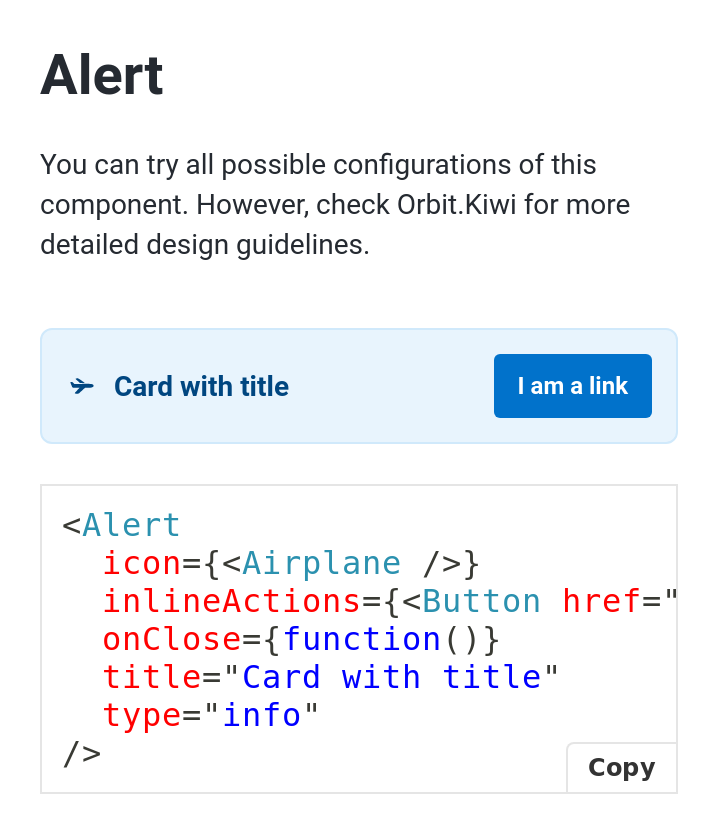 Alert
You can try all possible configurations of this
component. However, check Orbit.Kiwi for more
detailed design guidelines.
Card with title
I am a link
<Alert
  icon={<Airplane />}
  inlineActions={<Button href="
  onClose={function()}
  title="Card with title"
  type="info"
/>
Copy